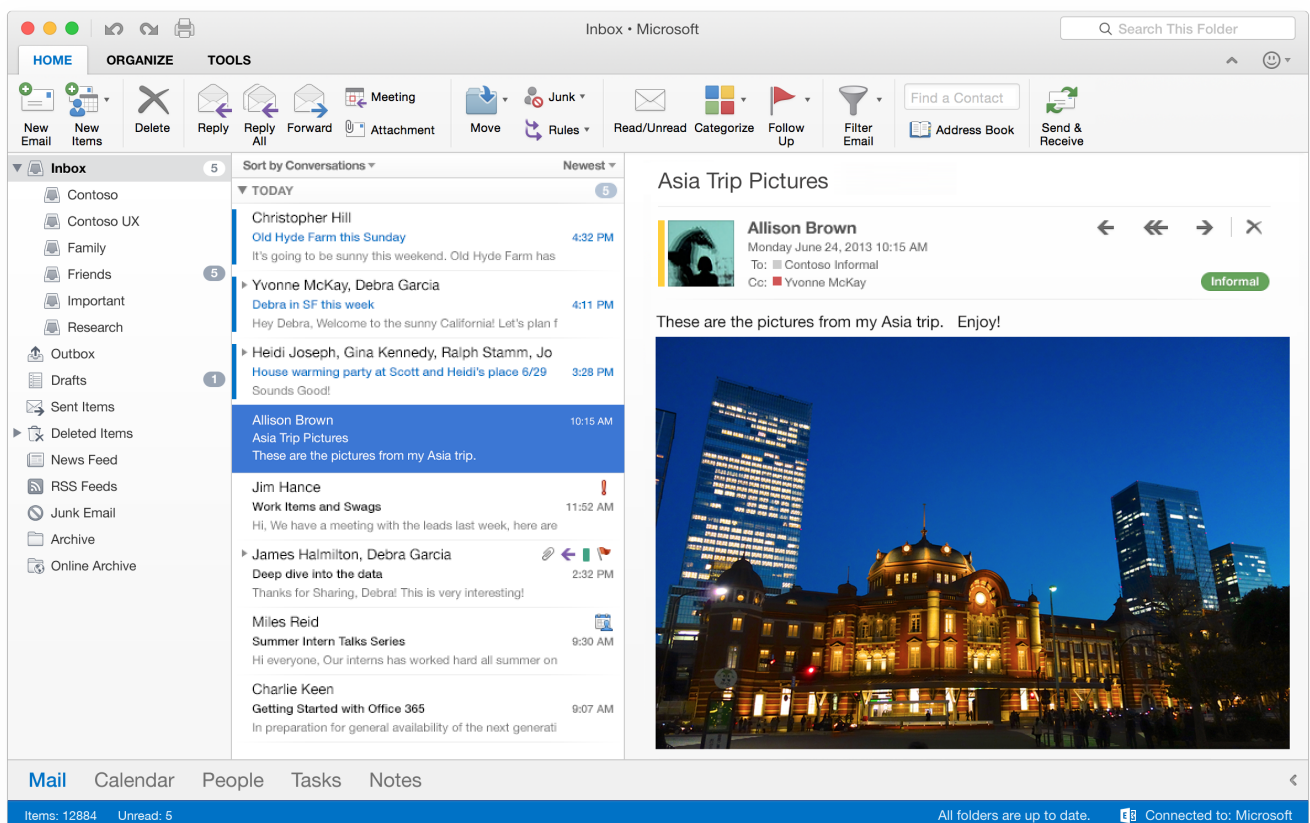 Inbox • Microsoft
Search This Folder
HOME
ORGANIZE
TOOLS
New Email
New Items
Delete
Reply
Reply All
Forward
Meeting
Attachment
Move
Junk
Rules
Read/Unread
Categorize
Follow Up
Filter Email
Find a Contact
Address Book
Send & Receive
Inbox 5
Contoso
Contoso UX
Family
Friends 5
Important
Research
Outbox
Drafts 1
Sent Items
Deleted Items
News Feed
RSS Feeds
Junk Email
Archive
Online Archive
Sort by Conversations
Newest
TODAY 5
Christopher Hill
Old Hyde Farm this Sunday 4:32 PM
It's going to be sunny this weekend. Old Hyde Farm has
Yvonne McKay, Debra Garcia
Debra in SF this week 4:11 PM
Hey Debra, Welcome to the sunny California! Let's plan f
Heidi Joseph, Gina Kennedy, Ralph Stamm, Jo
House warming party at Scott and Heidi's place 6/29 3:28 PM
Sounds Good!
Allison Brown 10:15 AM
Asia Trip Pictures
These are the pictures from my Asia trip.
Jim Hance
Work Items and Swags 11:52 AM
Hi, We have a meeting with the leads last week, here are
James Halmilton, Debra Garcia
Deep dive into the data 2:32 PM
Thanks for Sharing, Debra! This is very interesting!
Miles Reid
Summer Intern Talks Series 9:30 AM
Hi everyone, Our interns has worked hard all summer on
Charlie Keen
Getting Started with Office 365 9:07 AM
In preparation for general availability of the next generati
Asia Trip Pictures
Allison Brown
Monday June 24, 2013 10:15 AM
To: Contoso Informal
Cc: Yvonne McKay
Informal
These are the pictures from my Asia trip. Enjoy!
Mail
Calendar
People
Tasks
Notes
Items: 12884
Unread: 5
All folders are up to date.
Connected to: Microsoft